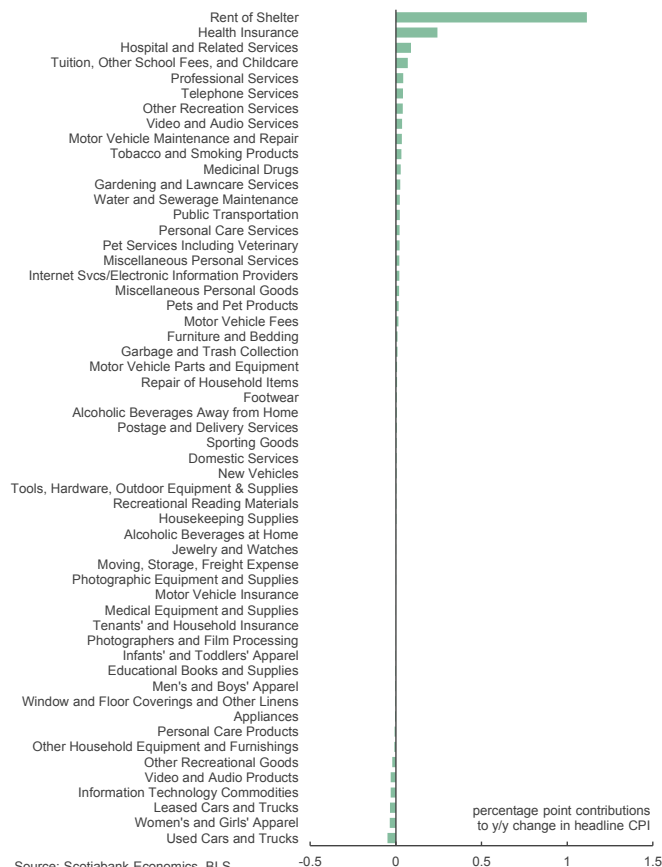 Rent of Shelter
Health Insurance
Hospital and Related Services
Tuition, Other School Fees, and Childcare
Professional Services
Telephone Services
Other Recreation Services
Video and Audio Services
Motor Vehicle Maintenance and Repair
Tobacco and Smoking Products
Medicinal Drugs
Gardening and Lawncare Services
Water and Sewerage Maintenance
Public Transportation
Personal Care Services
Pet Services Including Veterinary
Miscellaneous Personal Services
Internet Svcs/Electronic Information Providers
Miscellaneous Personal Goods
Pets and Pet Products
Motor Vehicle Fees
Furniture and Bedding
Garbage and Trash Collection
Motor Vehicle Parts and Equipment
Repair of Household Items
Footwear
Alcoholic Beverages Away from Home
Postage and Delivery Services
Sporting Goods
Domestic Services
New Vehicles
Tools, Hardware, Outdoor Equipment & Supplies
Recreational Reading Materials
Housekeeping Supplies
Alcoholic Beverages at Home
Jewelry and Watches
Moving, Storage, Freight Expense
Photographic Equipment and Supplies
Motor Vehicle Insurance
Medical Equipment and Supplies
Tenants' and Household Insurance
Photographers and Film Processing
Infants' and Toddlers' Apparel
Educational Books and Supplies
Men's and Boys' Apparel
Window and Floor Coverings and Other Linens
Appliances
Personal Care Products
Other Household Equipment and Furnishings
Other Recreational Goods
Video and Audio Products
Information Technology Commodities
Leased Cars and Trucks
Women's and Girls' Apparel
Used Cars and Trucks
percentage point contributions
to y/y change in headline CPI
-0.5 0 0.5 1 1.5
Source: Scotiabank Economics, BLS